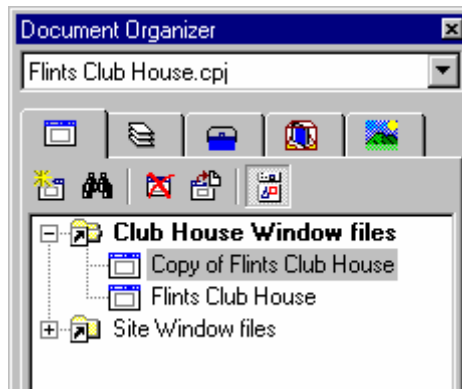 Document Organizer
Flints Club House.cpj
Club House Window files
Copy of Flints Club House
Flints Club House
Site Window files